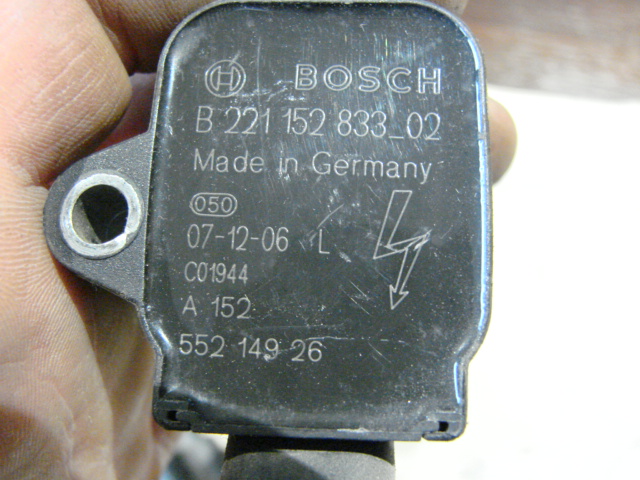 BOSCH
B 221 152 833_02
Made in Germany
050
07-12-06 L
C01944
A 152
552 149 26